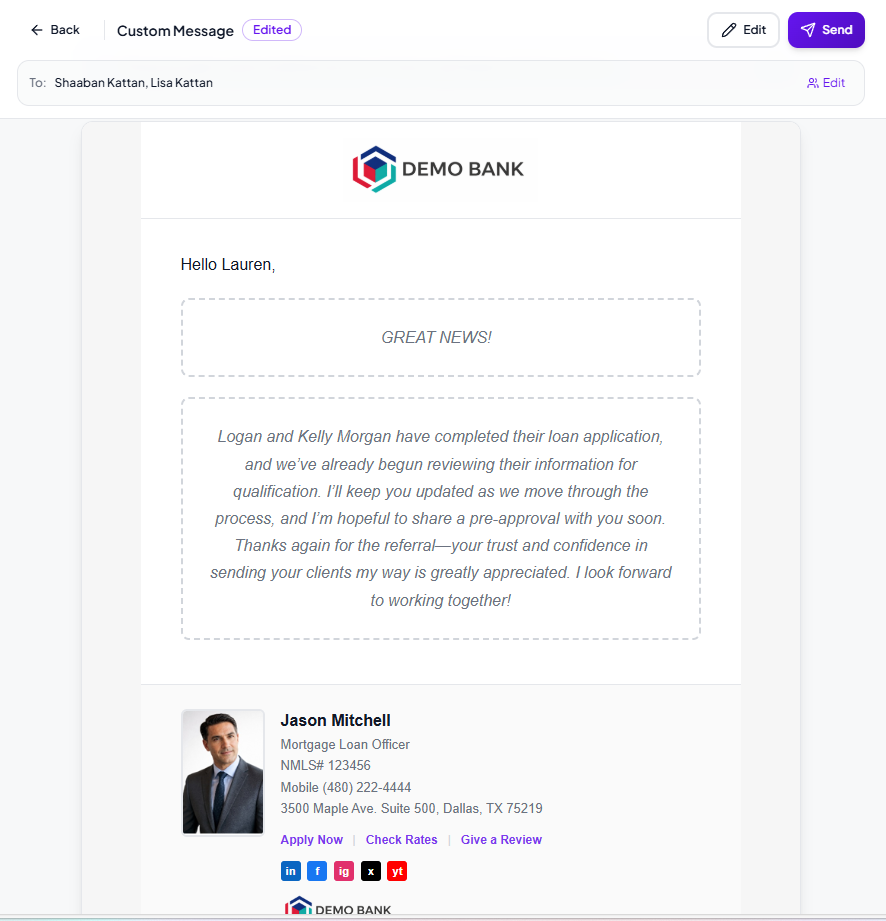 Back
Custom Message
Edited
Edit
Send
To: Shaaban Kattan, Lisa Kattan
Edit
DEMO BANK
Hello Lauren,
GREAT NEWS!
Logan and Kelly Morgan have completed their loan application,
and we’ve already begun reviewing their information for
qualification. I’ll keep you updated as we move through the
process, and I’m hopeful to share a pre-approval with you soon.
Thanks again for the referral—your trust and confidence in
sending your clients my way is greatly appreciated. I look forward
to working together!
Jason Mitchell
Mortgage Loan Officer
NMLS# 123456
Mobile (480) 222-4444
3500 Maple Ave. Suite 500, Dallas, TX 75219
Apply Now | Check Rates | Give a Review
in f ig x yt
DEMO BANK